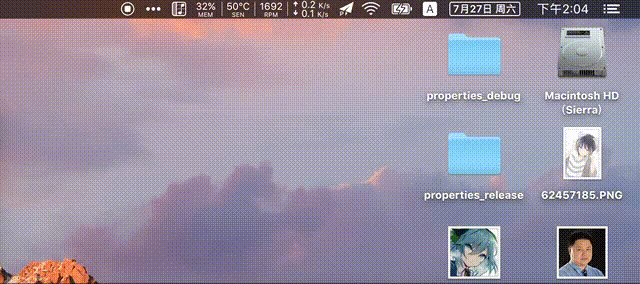 32% 50°C 1692 ↑ 0.2 K/s A 7月27日 周六 下午2:04
MEM SEN RPM ↓ 0.1 K/s
properties_debug Macintosh HD
(Sierra)
properties_release 62457185.PNG